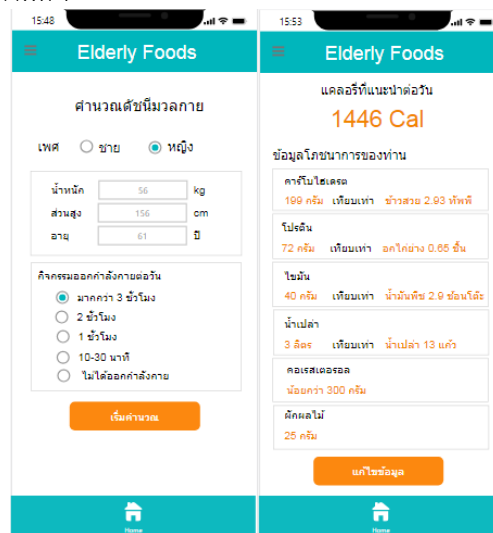 15:48
Elderly Foods
คำนวณดัชนีมวลกาย
เพศ ชาย หญิง
น้ำหนัก 56 kg
ส่วนสูง 156 cm
อายุ 61 ปี
กิจกรรมออกกำลังกายต่อวัน
มากกว่า 3 ชั่วโมง
2 ชั่วโมง
1 ชั่วโมง
10-30 นาที
ไม่ได้ออกกำลังกาย
เริ่มคำนวณ
Home
15:53
Elderly Foods
แคลอรี่ที่แนะนำต่อวัน
1446 Cal
ข้อมูลโภชนาการของท่าน
คาร์โบไฮเดรต
199 กรัม เทียบเท่า ข้าวสวย 2.93 ทัพพี
โปรตีน
72 กรัม เทียบเท่า อกไก่ย่าง 0.65 ชิ้น
ไขมัน
40 กรัม เทียบเท่า น้ำมันพืช 2.9 ช้อนโต๊ะ
น้ำเปล่า
3 ลิตร เทียบเท่า น้ำเปล่า 13 แก้ว
คอเรสเตอรอล
น้อยกว่า 300 กรัม
ผักผลไม้
25 กรัม
แก้ไขข้อมูล
Home